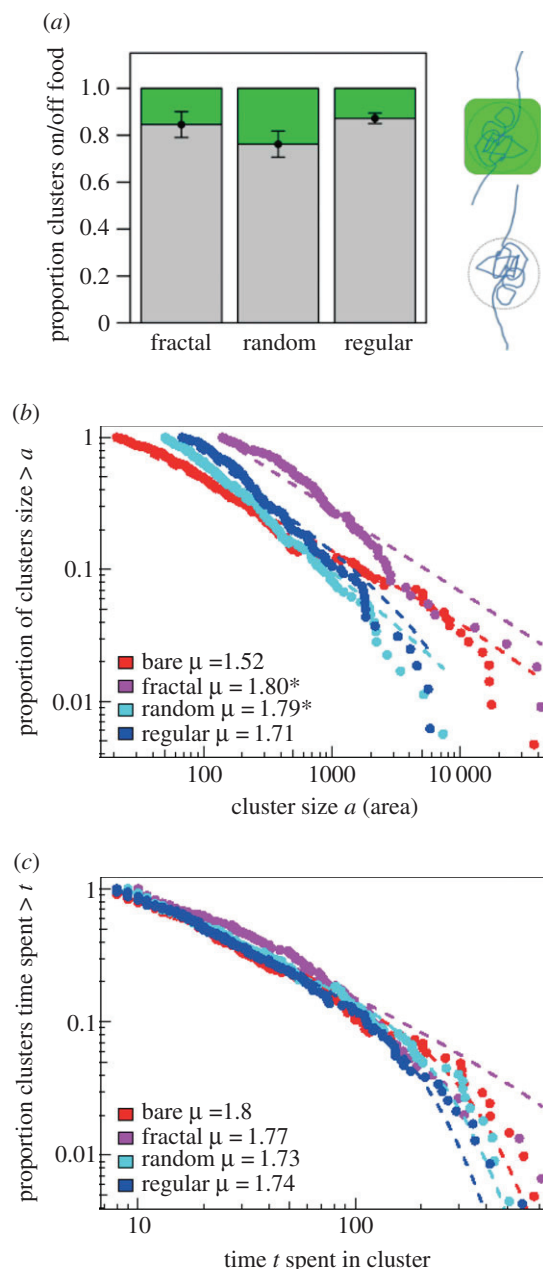 (a)
proportion clusters on/off food
1.0
0.8
0.6
0.4
0.2
0
fractal random regular
(b)
proportion of clusters size > a
1
0.1
0.01
bare μ =1.52
fractal μ = 1.80*
random μ = 1.79*
regular μ = 1.71
100 1000 10 000
cluster size a (area)
(c)
proportion clusters time spent > t
1
0.1
0.01
bare μ = 1.8
fractal μ = 1.77
random μ = 1.73
regular μ = 1.74
10 100
time t spent in cluster